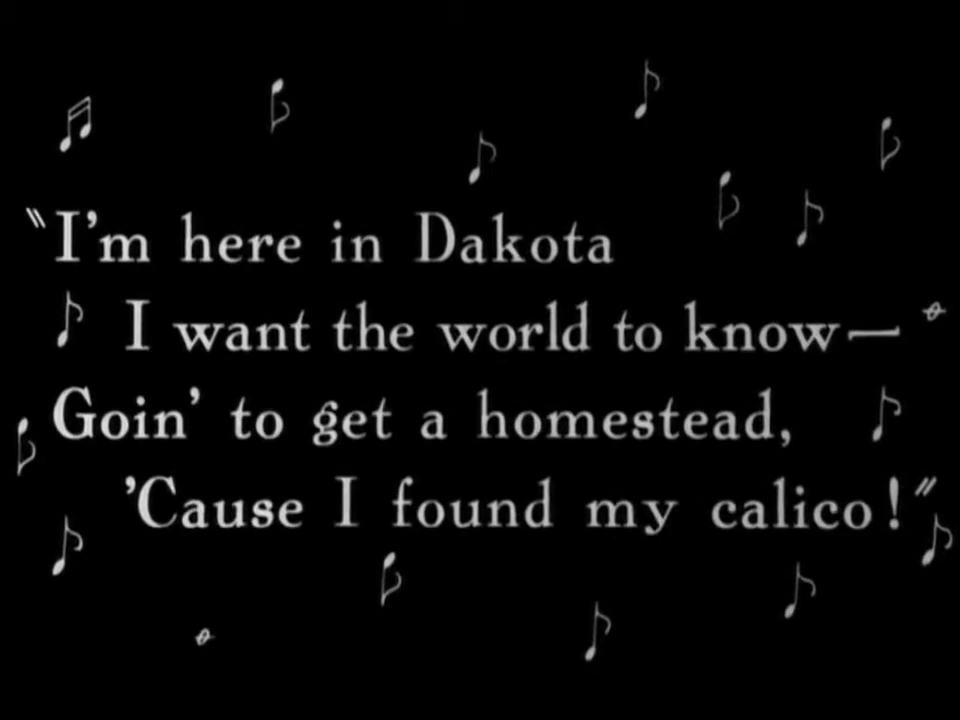 "I'm here in Dakota
I want the world to know—
Goin' to get a homestead,
'Cause I found my calico!"